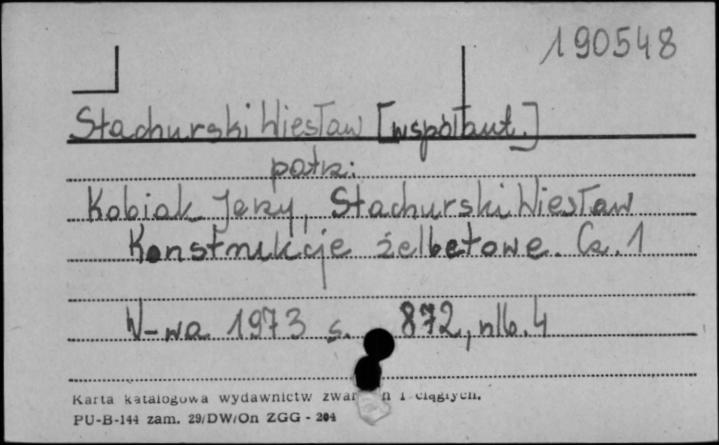 190548
Stachurski Wiesław [współaut.]
patrz:
Kobiak Jerzy, Stachurski Wiesław
Konstrukcje żelbetowe. Cz. 1
W-wa 1973 s. 872, nlb. 4
Karta katalogowa wydawnictw i ciągłych.
PU-B-144 zam. 29/DW/On ZGG - 204